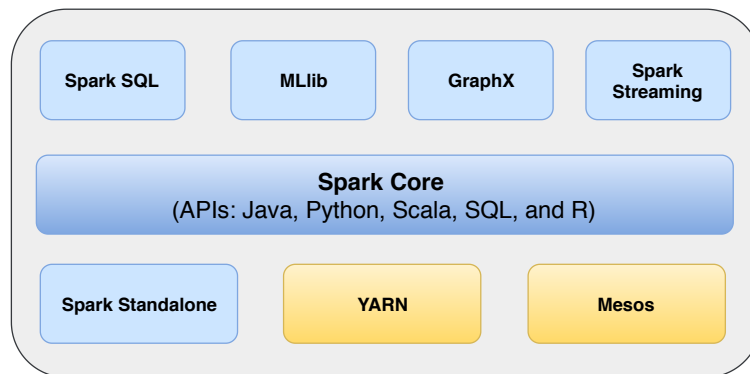 Spark SQL
MLlib
GraphX
Spark
Streaming
Spark Core
(APIs: Java, Python, Scala, SQL, and R)
Spark Standalone
YARN
Mesos